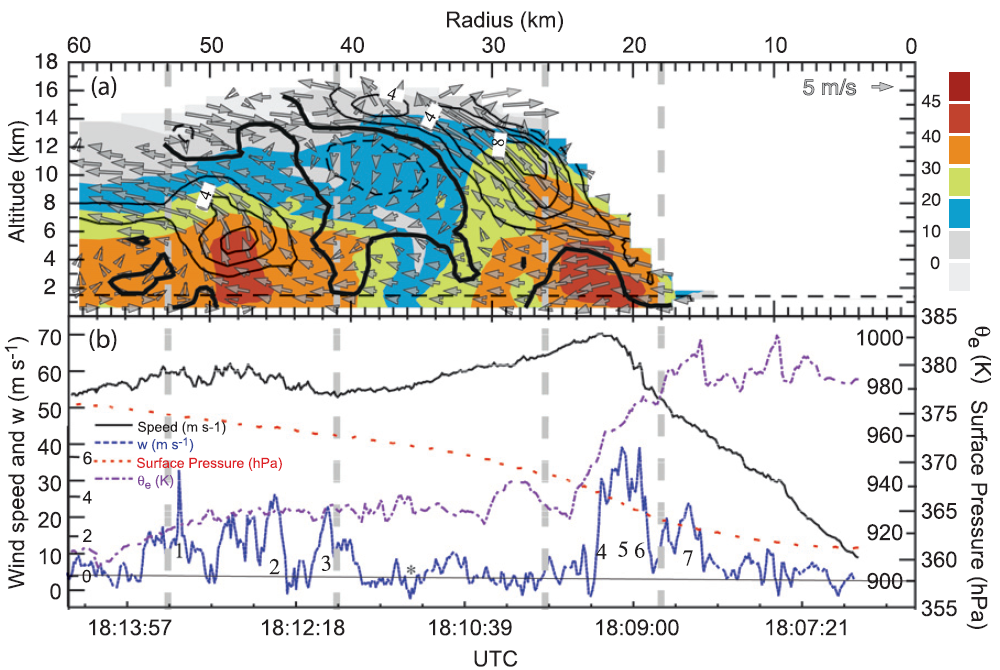 Radius (km)
60 50 40 30 20 10 0
(a)
5 m/s
Altitude (km)
18
16
14
12
10
8
6
4
2
4
4
8
4
45
40
30
20
10
0
(b)
Wind speed and w (m s-1)
70
60
50
40
30
20
10
0
6
4
2
0
Speed (m s-1)
w (m s-1)
Surface Pressure (hPa)
θe (K)
1 2 3 * 4 5 6 7
385
380
375
370
365
360
355
1000
980
960
940
920
900
θe (K)
Surface Pressure (hPa)
18:13:57 18:12:18 18:10:39 18:09:00 18:07:21
UTC